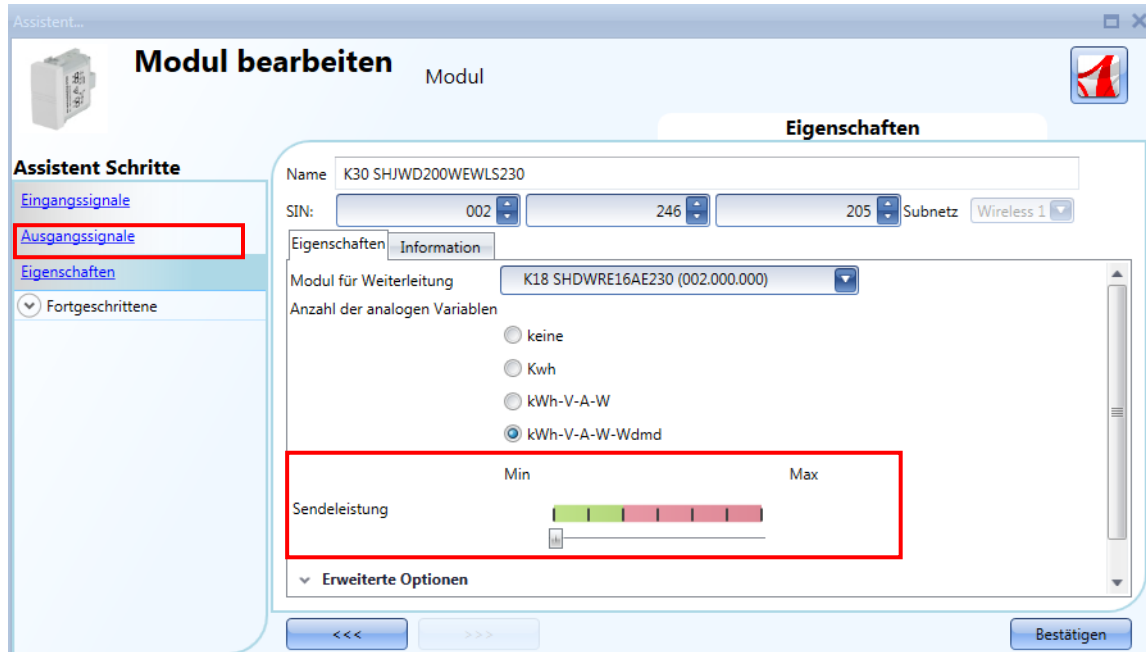 Assistent...
Modul bearbeiten
Modul
Eigenschaften
Assistent Schritte
Eingangssignale
Ausgangssignale
Eigenschaften
Fortgeschrittene
Name K30 SHJWD200WEWLS230
SIN: 002 246 205 Subnetz Wireless 1
Eigenschaften Information
Modul für Weiterleitung K18 SHDWRE16AE230 (002.000.000)
Anzahl der analogen Variablen
keine
Kwh
kWh-V-A-W
kWh-V-A-W-Wdmd
Min Max
Sendeleistung
Erweiterte Optionen
<<< >>> Bestätigen